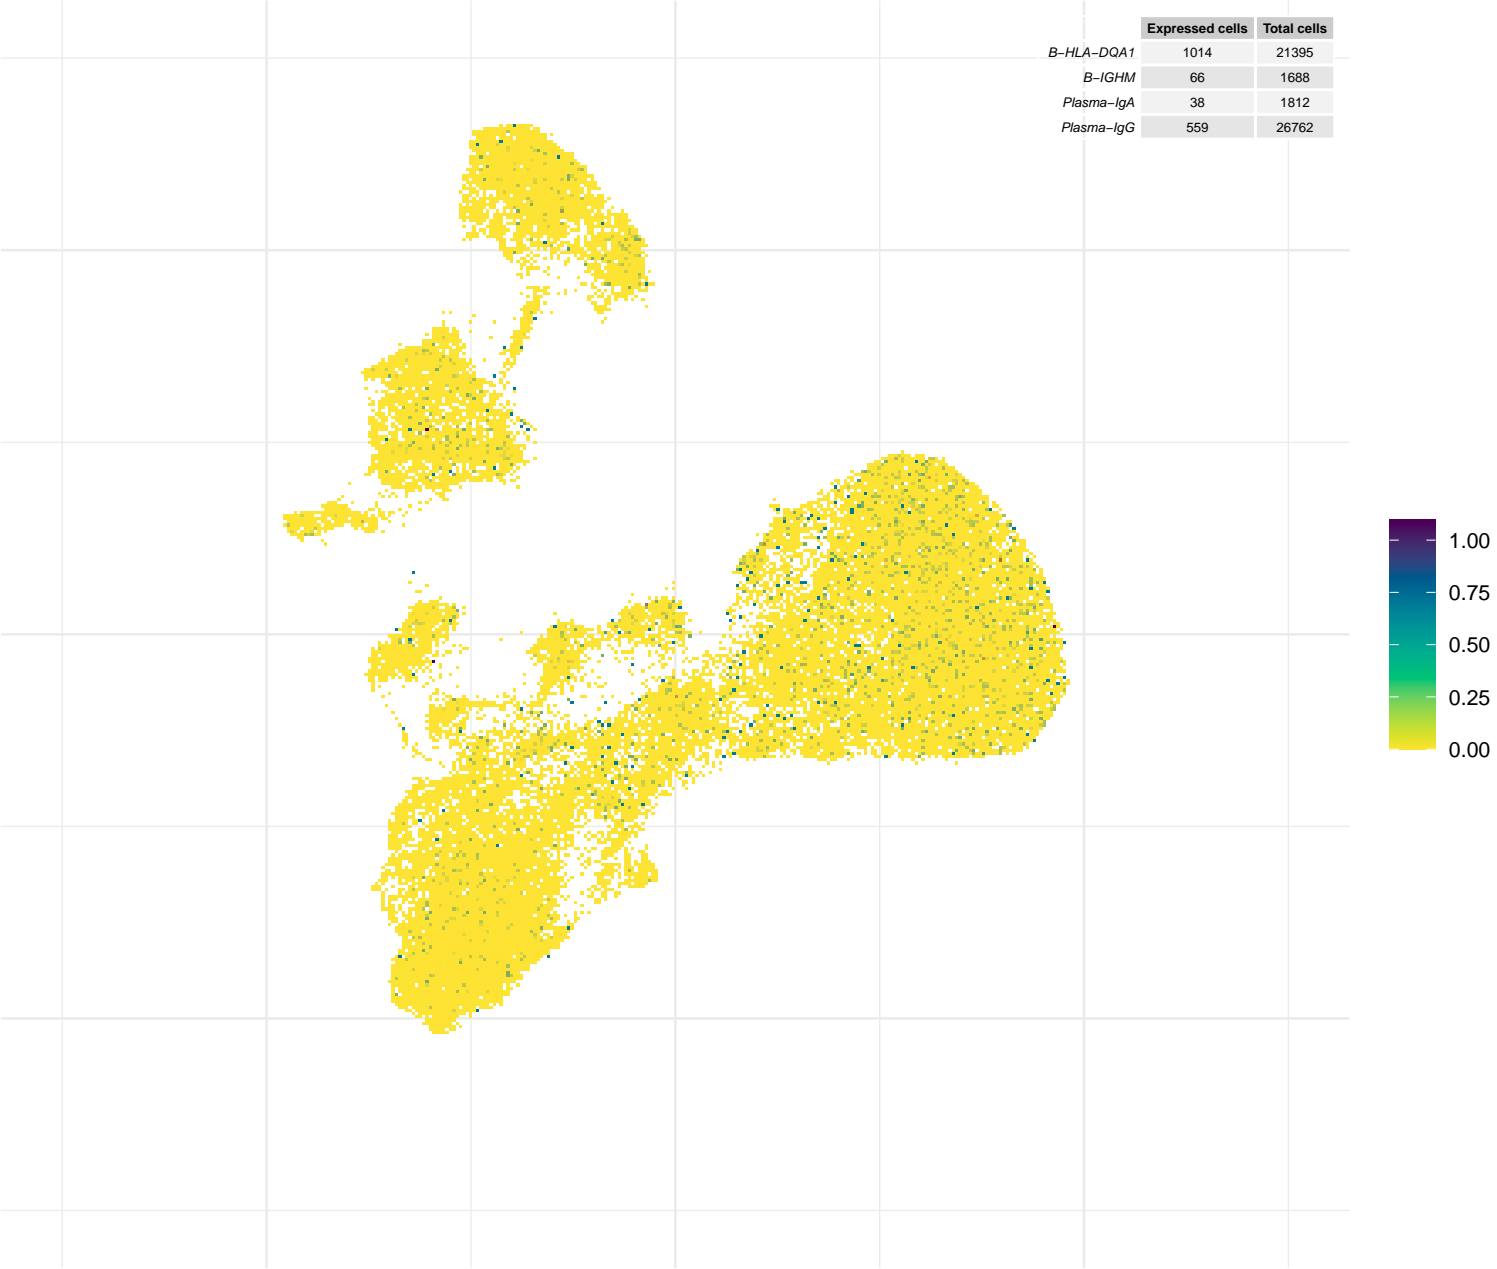 Expressed cells Total cells
B−HLA−DQA1 1014 21395
B−IGHM 66 1688
Plasma−IgA 38 1812
Plasma−IgG 559 26762
1.00
0.75
0.50
0.25
0.00